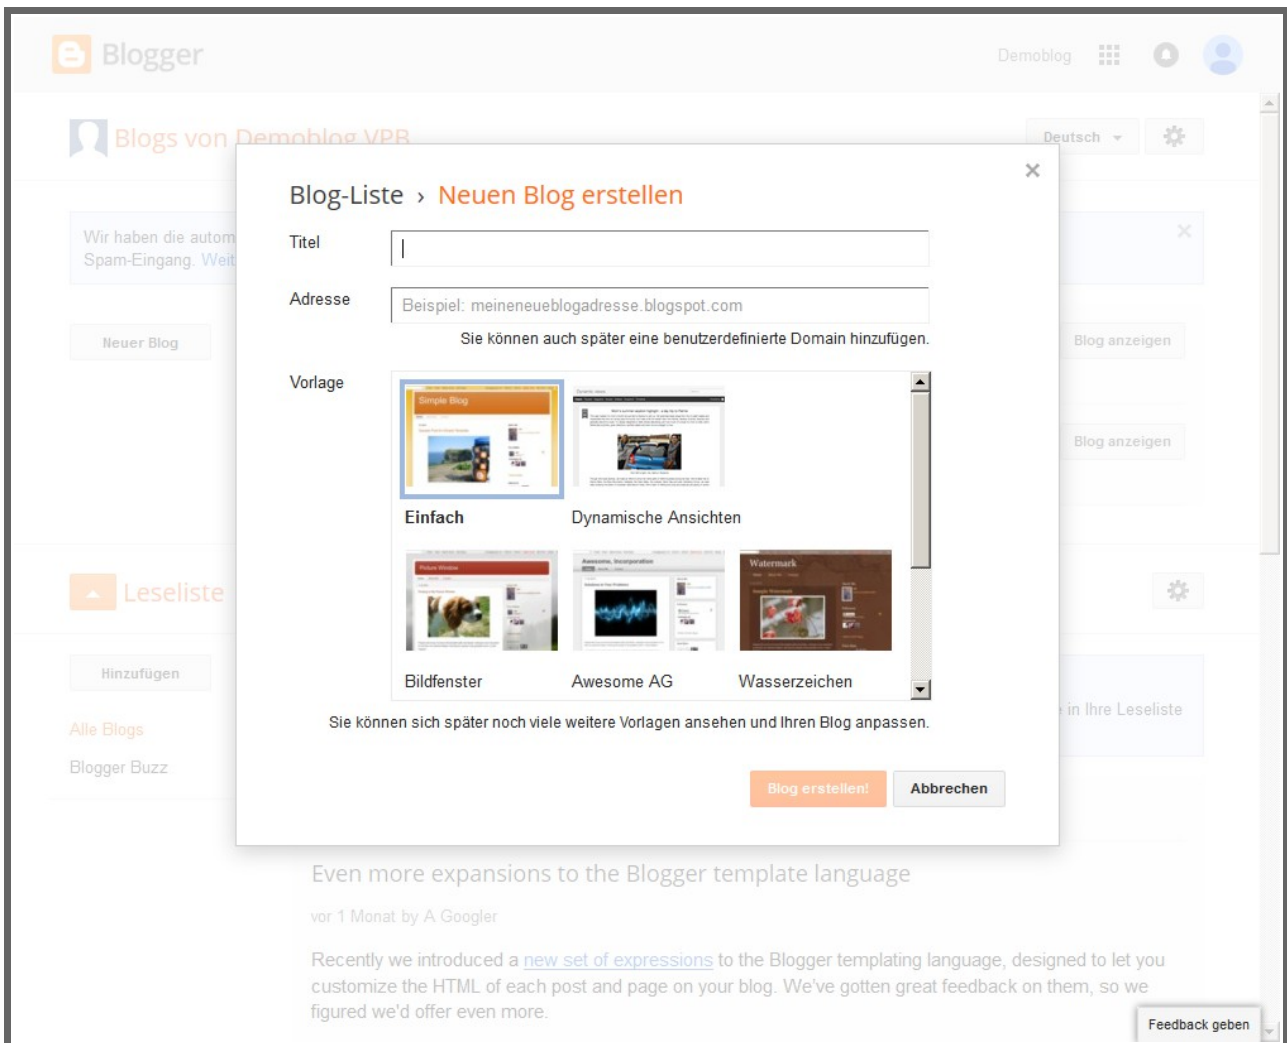 Blogger
Demoblog
Blogs von Demoblog VPB
Deutsch
Blog-Liste › Neuen Blog erstellen
Wir haben die autom
Spam-Eingang. Weit
Titel
Adresse
Beispiel: meineneueblogadresse.blogspot.com
Sie können auch später eine benutzerdefinierte Domain hinzufügen.
Neuer Blog
Blog anzeigen
Vorlage
Simple Blog
Blog anzeigen
Einfach
Dynamische Ansichten
Picture Window
Awesome, Incorporation
Watermark
Leseliste
Hinzufügen
Bildfenster
Awesome AG
Wasserzeichen
Sie können sich später noch viele weitere Vorlagen ansehen und Ihren Blog anpassen.
in Ihre Leseliste
Alle Blogs
Blogger Buzz
Blog erstellen!
Abbrechen
Even more expansions to the Blogger template language
vor 1 Monat by A Googler
Recently we introduced a new set of expressions to the Blogger templating language, designed to let you
customize the HTML of each post and page on your blog. We've gotten great feedback on them, so we
figured we'd offer even more.
Feedback geben